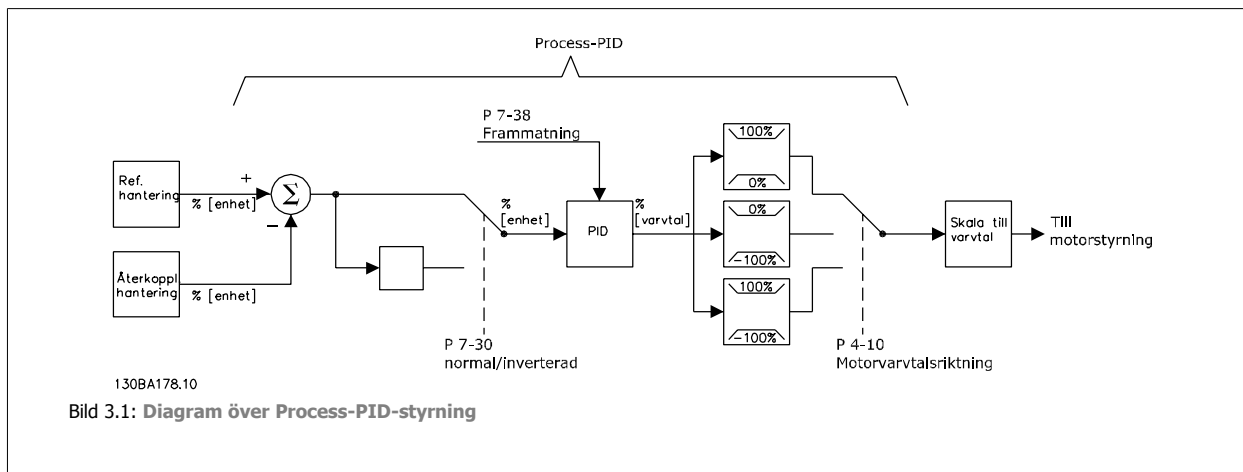 Process-PID
P 7-38
Frammatning
100%
0%
Ref.
hantering
+
% [enhet]
Σ
−
%
[enhet]
PID
%
[varvtal]
0%
−100%
Skala till
varvtal
Till
motorstyrning
Återkoppl.
hantering
% [enhet]
100%
−100%
P 7-30
normal/inverterad
P 4-10
Motorvarvtalsriktning
130BA178.10
Bild 3.1: Diagram över Process-PID-styrning